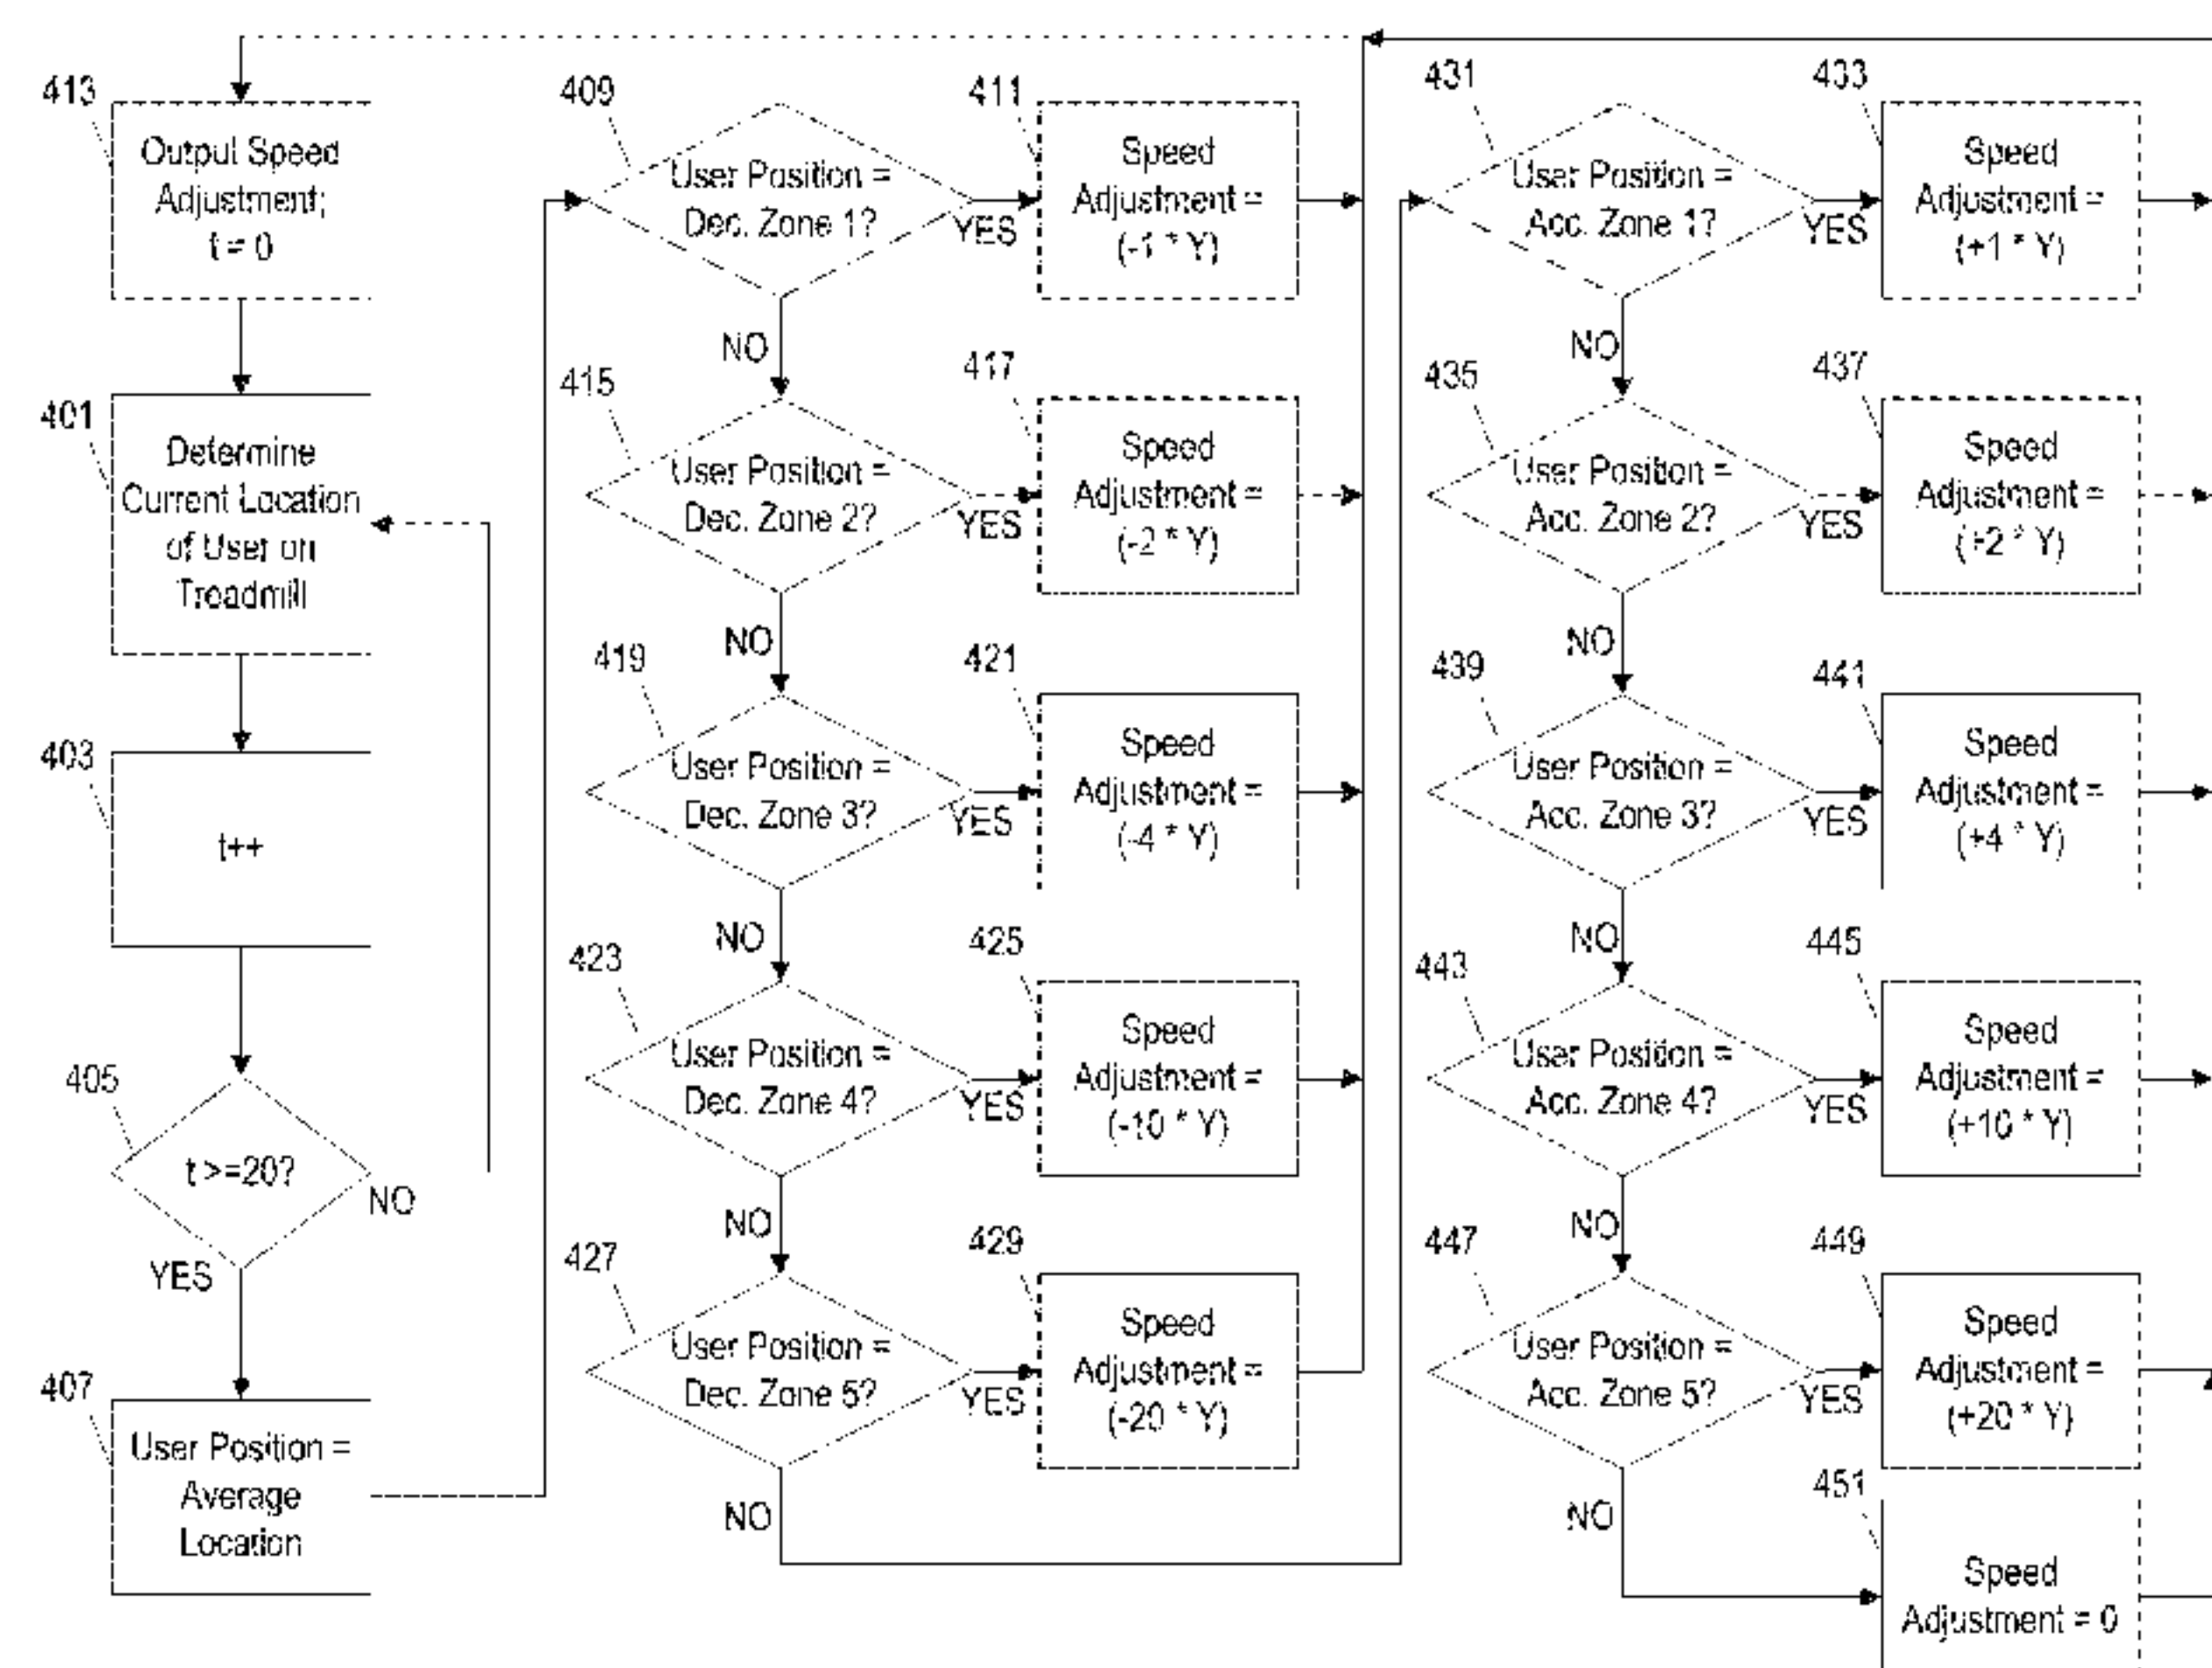 413
Output Speed
Adjustment;
t = 0
401
Determine
Current Location
of User on
Treadmill
403
t++
405
t >=20?
NO
YES
407
User Position =
Average
Location
409
User Position =
Dec. Zone 1?
YES
NO
411
Speed
Adjustment =
(-1 * Y)
415
User Position =
Dec. Zone 2?
YES
NO
417
Speed
Adjustment =
(-2 * Y)
419
User Position =
Dec. Zone 3?
YES
NO
421
Speed
Adjustment =
(-4 * Y)
423
User Position =
Dec. Zone 4?
YES
NO
425
Speed
Adjustment =
(-10 * Y)
427
User Position =
Dec. Zone 5?
YES
NO
429
Speed
Adjustment =
(-20 * Y)
431
User Position =
Acc. Zone 1?
YES
NO
433
Speed
Adjustment =
(+1 * Y)
435
User Position =
Acc. Zone 2?
YES
NO
437
Speed
Adjustment =
(+2 * Y)
439
User Position =
Acc. Zone 3?
YES
NO
441
Speed
Adjustment =
(+4 * Y)
443
User Position =
Acc. Zone 4?
YES
NO
445
Speed
Adjustment =
(+10 * Y)
447
User Position =
Acc. Zone 5?
YES
NO
449
Speed
Adjustment =
(+20 * Y)
451
Speed
Adjustment = 0